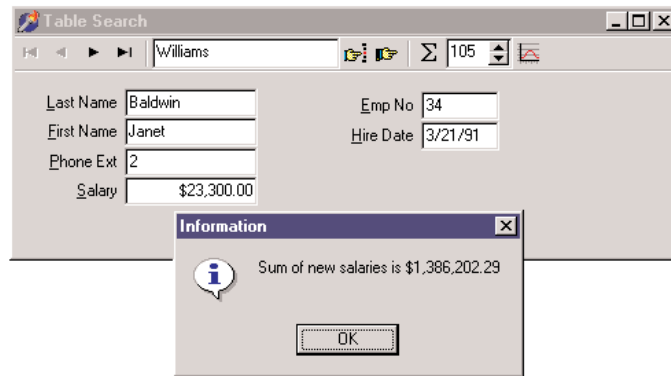 Table Search
Williams
Σ 105
Last Name Baldwin
First Name Janet
Phone Ext 2
Salary $23,300.00
Emp No 34
Hire Date 3/21/91
Information
Sum of new salaries is $1,386,202.29
OK